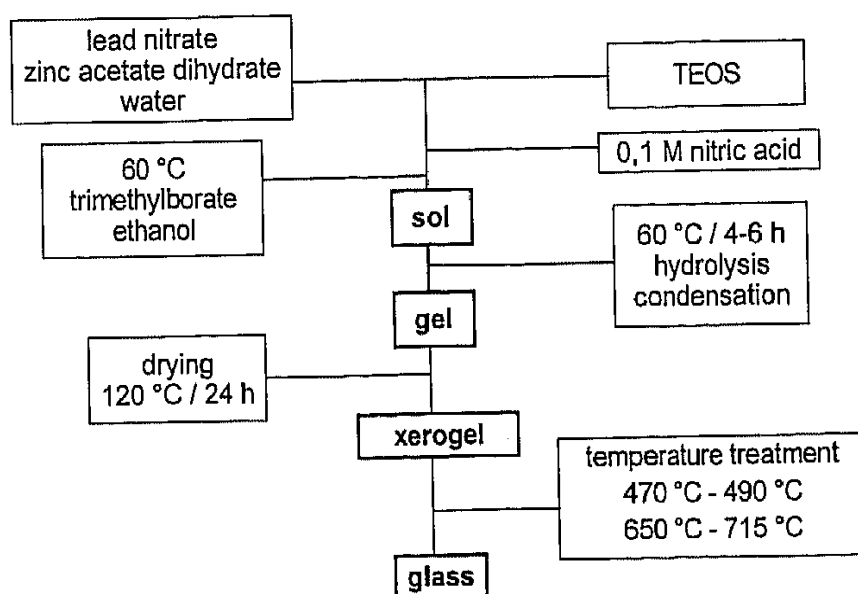 lead nitrate
zinc acetate dihydrate
water
TEOS
0,1 M nitric acid
60 °C
trimethylborate
ethanol
sol
60 °C / 4-6 h
hydrolysis
condensation
gel
drying
120 °C / 24 h
xerogel
temperature treatment
470 °C - 490 °C
650 °C - 715 °C
glass